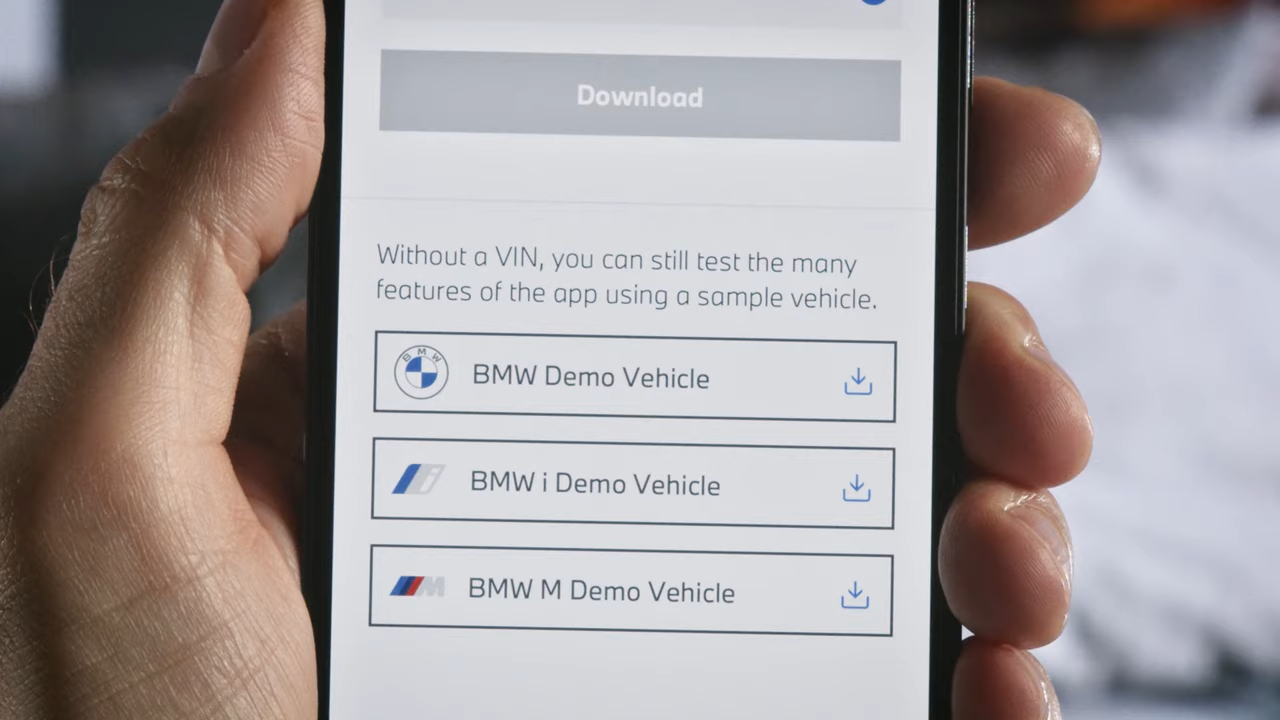 Download
Without a VIN, you can still test the many
features of the app using a sample vehicle.
BMW
BMW Demo Vehicle
i
BMW i Demo Vehicle
M
BMW M Demo Vehicle